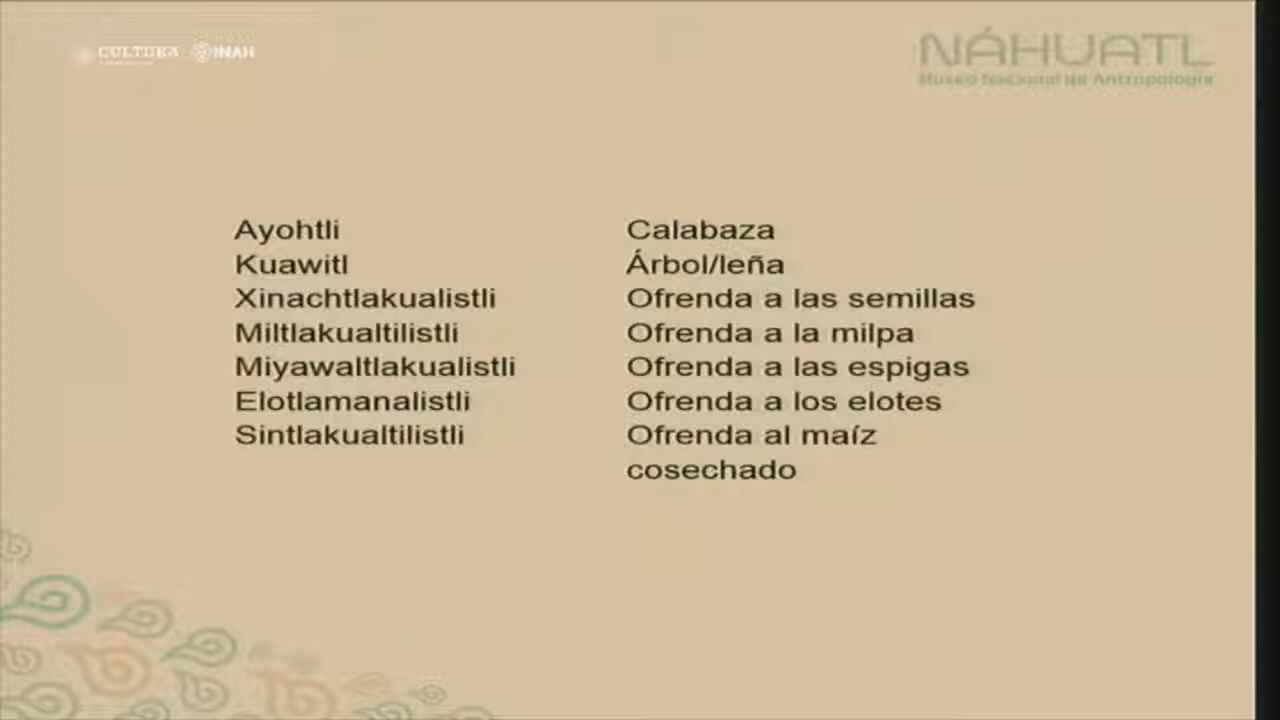 CULTURA INAH
NÁHUATL
Museo Nacional de Antropología
Ayohtli Calabaza
Kuawitl Árbol/leña
Xinachtlakualistli Ofrenda a las semillas
Miltlakualtilistli Ofrenda a la milpa
Miyawaltlakualistli Ofrenda a las espigas
Elotlamanalistli Ofrenda a los elotes
Sintlakualtilistli Ofrenda al maíz
cosechado